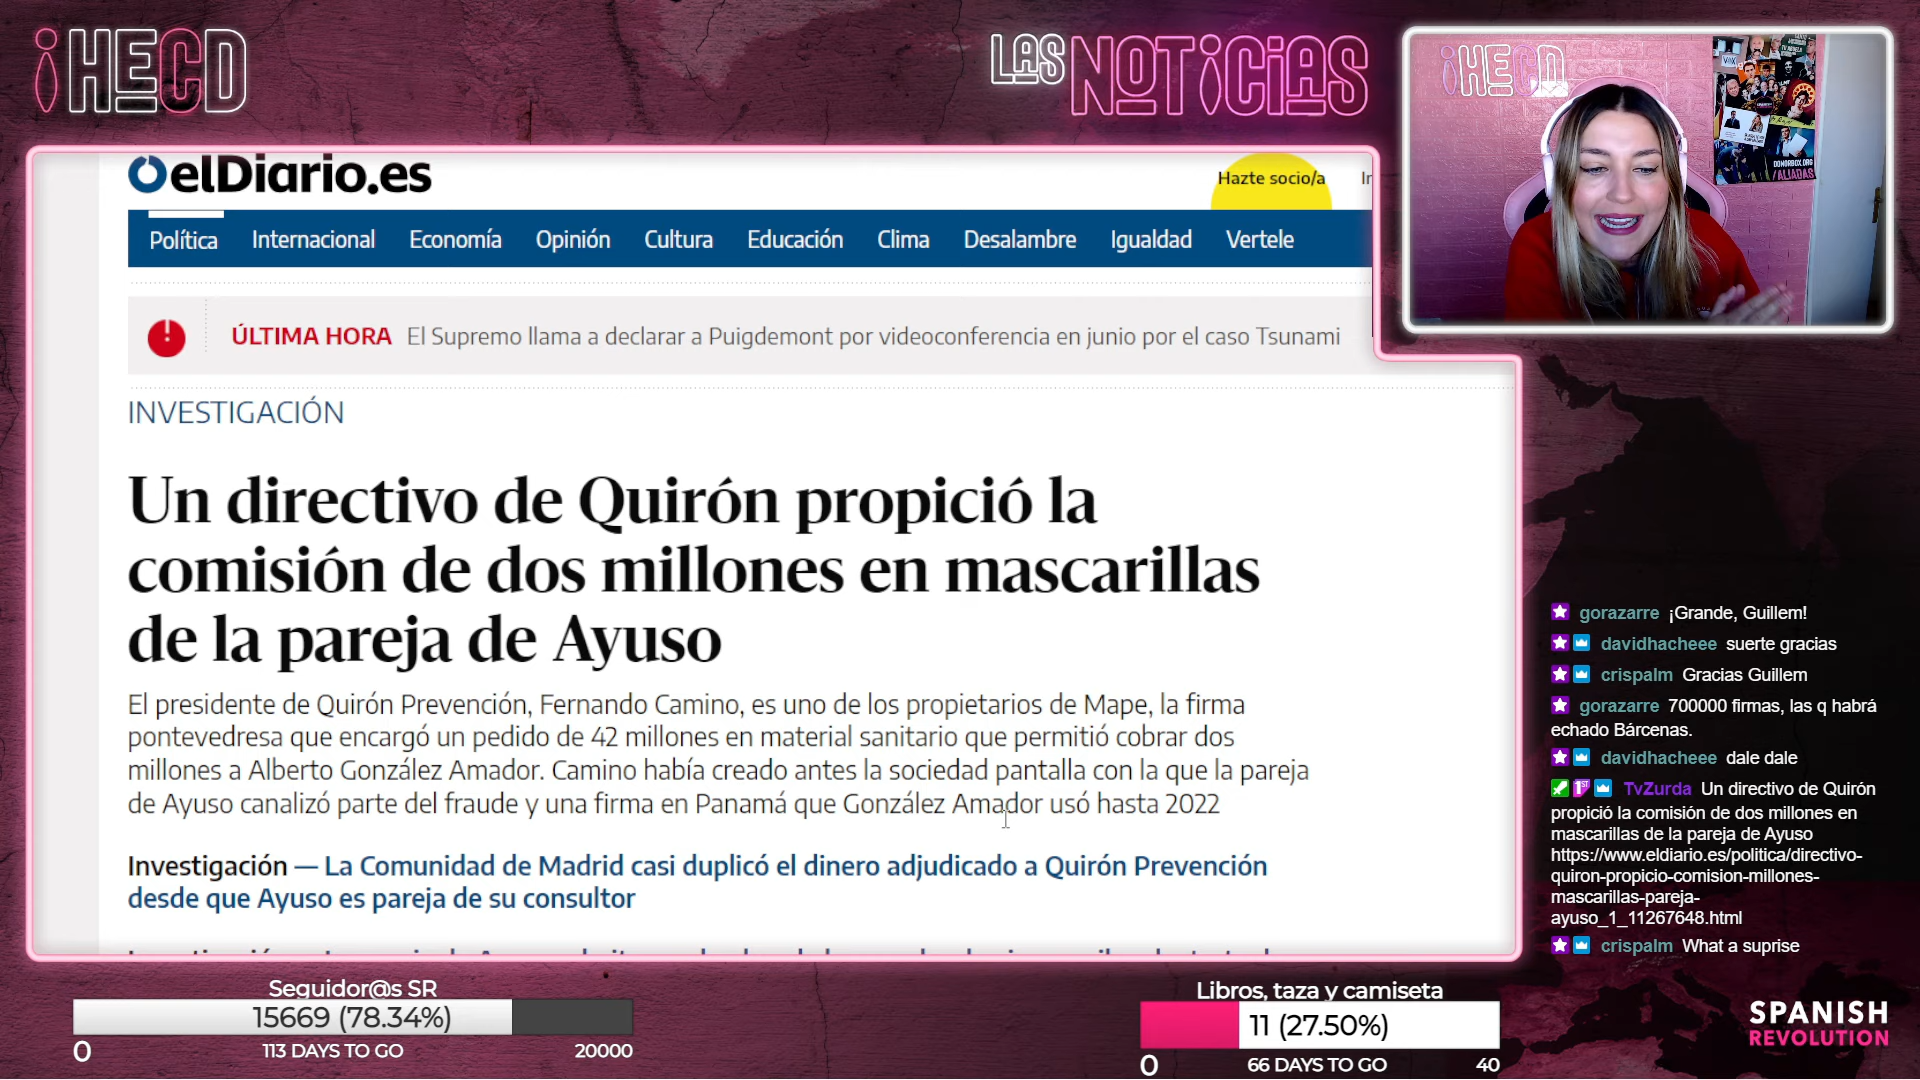 ¡HECD
LAS NOTICIAS
¡HECD
VOX
DONORBOX.ORG
/ALIADAS
elDiario.es
Hazte socio/a
Política Internacional Economía Opinión Cultura Educación Clima Desalambre Igualdad Vertele
ÚLTIMA HORA El Supremo llama a declarar a Puigdemont por videoconferencia en junio por el caso Tsunami
INVESTIGACIÓN
Un directivo de Quirón propició la
comisión de dos millones en mascarillas
de la pareja de Ayuso
El presidente de Quirón Prevención, Fernando Camino, es uno de los propietarios de Mape, la firma
pontevedresa que encargó un pedido de 42 millones en material sanitario que permitió cobrar dos
millones a Alberto González Amador. Camino había creado antes la sociedad pantalla con la que la pareja
de Ayuso canalizó parte del fraude y una firma en Panamá que González Amador usó hasta 2022
Investigación — La Comunidad de Madrid casi duplicó el dinero adjudicado a Quirón Prevención
desde que Ayuso es pareja de su consultor
gorazarre ¡Grande, Guillem!
davidhacheee suerte gracias
crispalm Gracias Guillem
gorazarre 700000 firmas, las q habrá
echado Bárcenas.
davidhacheee dale dale
TvZurda Un directivo de Quirón
propició la comisión de dos millones en
mascarillas de la pareja de Ayuso
https://www.eldiario.es/politica/directivo-
quiron-propicio-comision-millones-
mascarillas-pareja-
ayuso_1_11267648.html
crispalm What a suprise
Seguidor@s SR
15669 (78.34%)
0 113 DAYS TO GO 20000
Libros, taza y camiseta
11 (27.50%)
0 66 DAYS TO GO 40
SPANISH
REVOLUTION